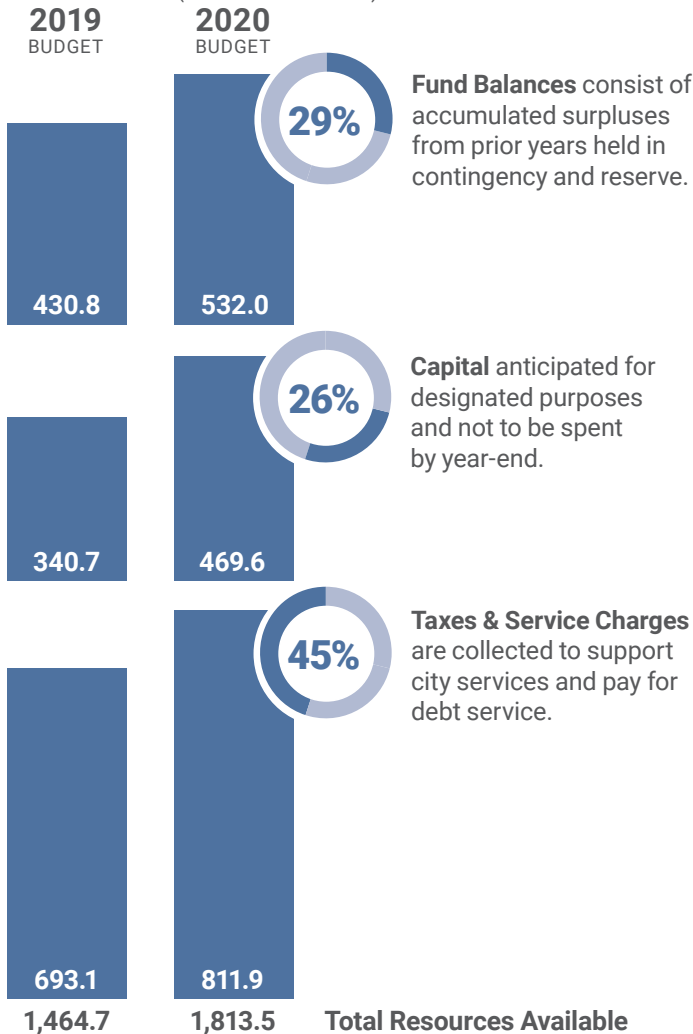 2019
BUDGET
2020
BUDGET
29%
Fund Balances consist of
accumulated surpluses
from prior years held in
contingency and reserve.
430.8
532.0
26%
Capital anticipated for
designated purposes
and not to be spent
by year-end.
340.7
469.6
45%
Taxes & Service Charges
are collected to support
city services and pay for
debt service.
693.1
811.9
1,464.7
1,813.5
Total Resources Available